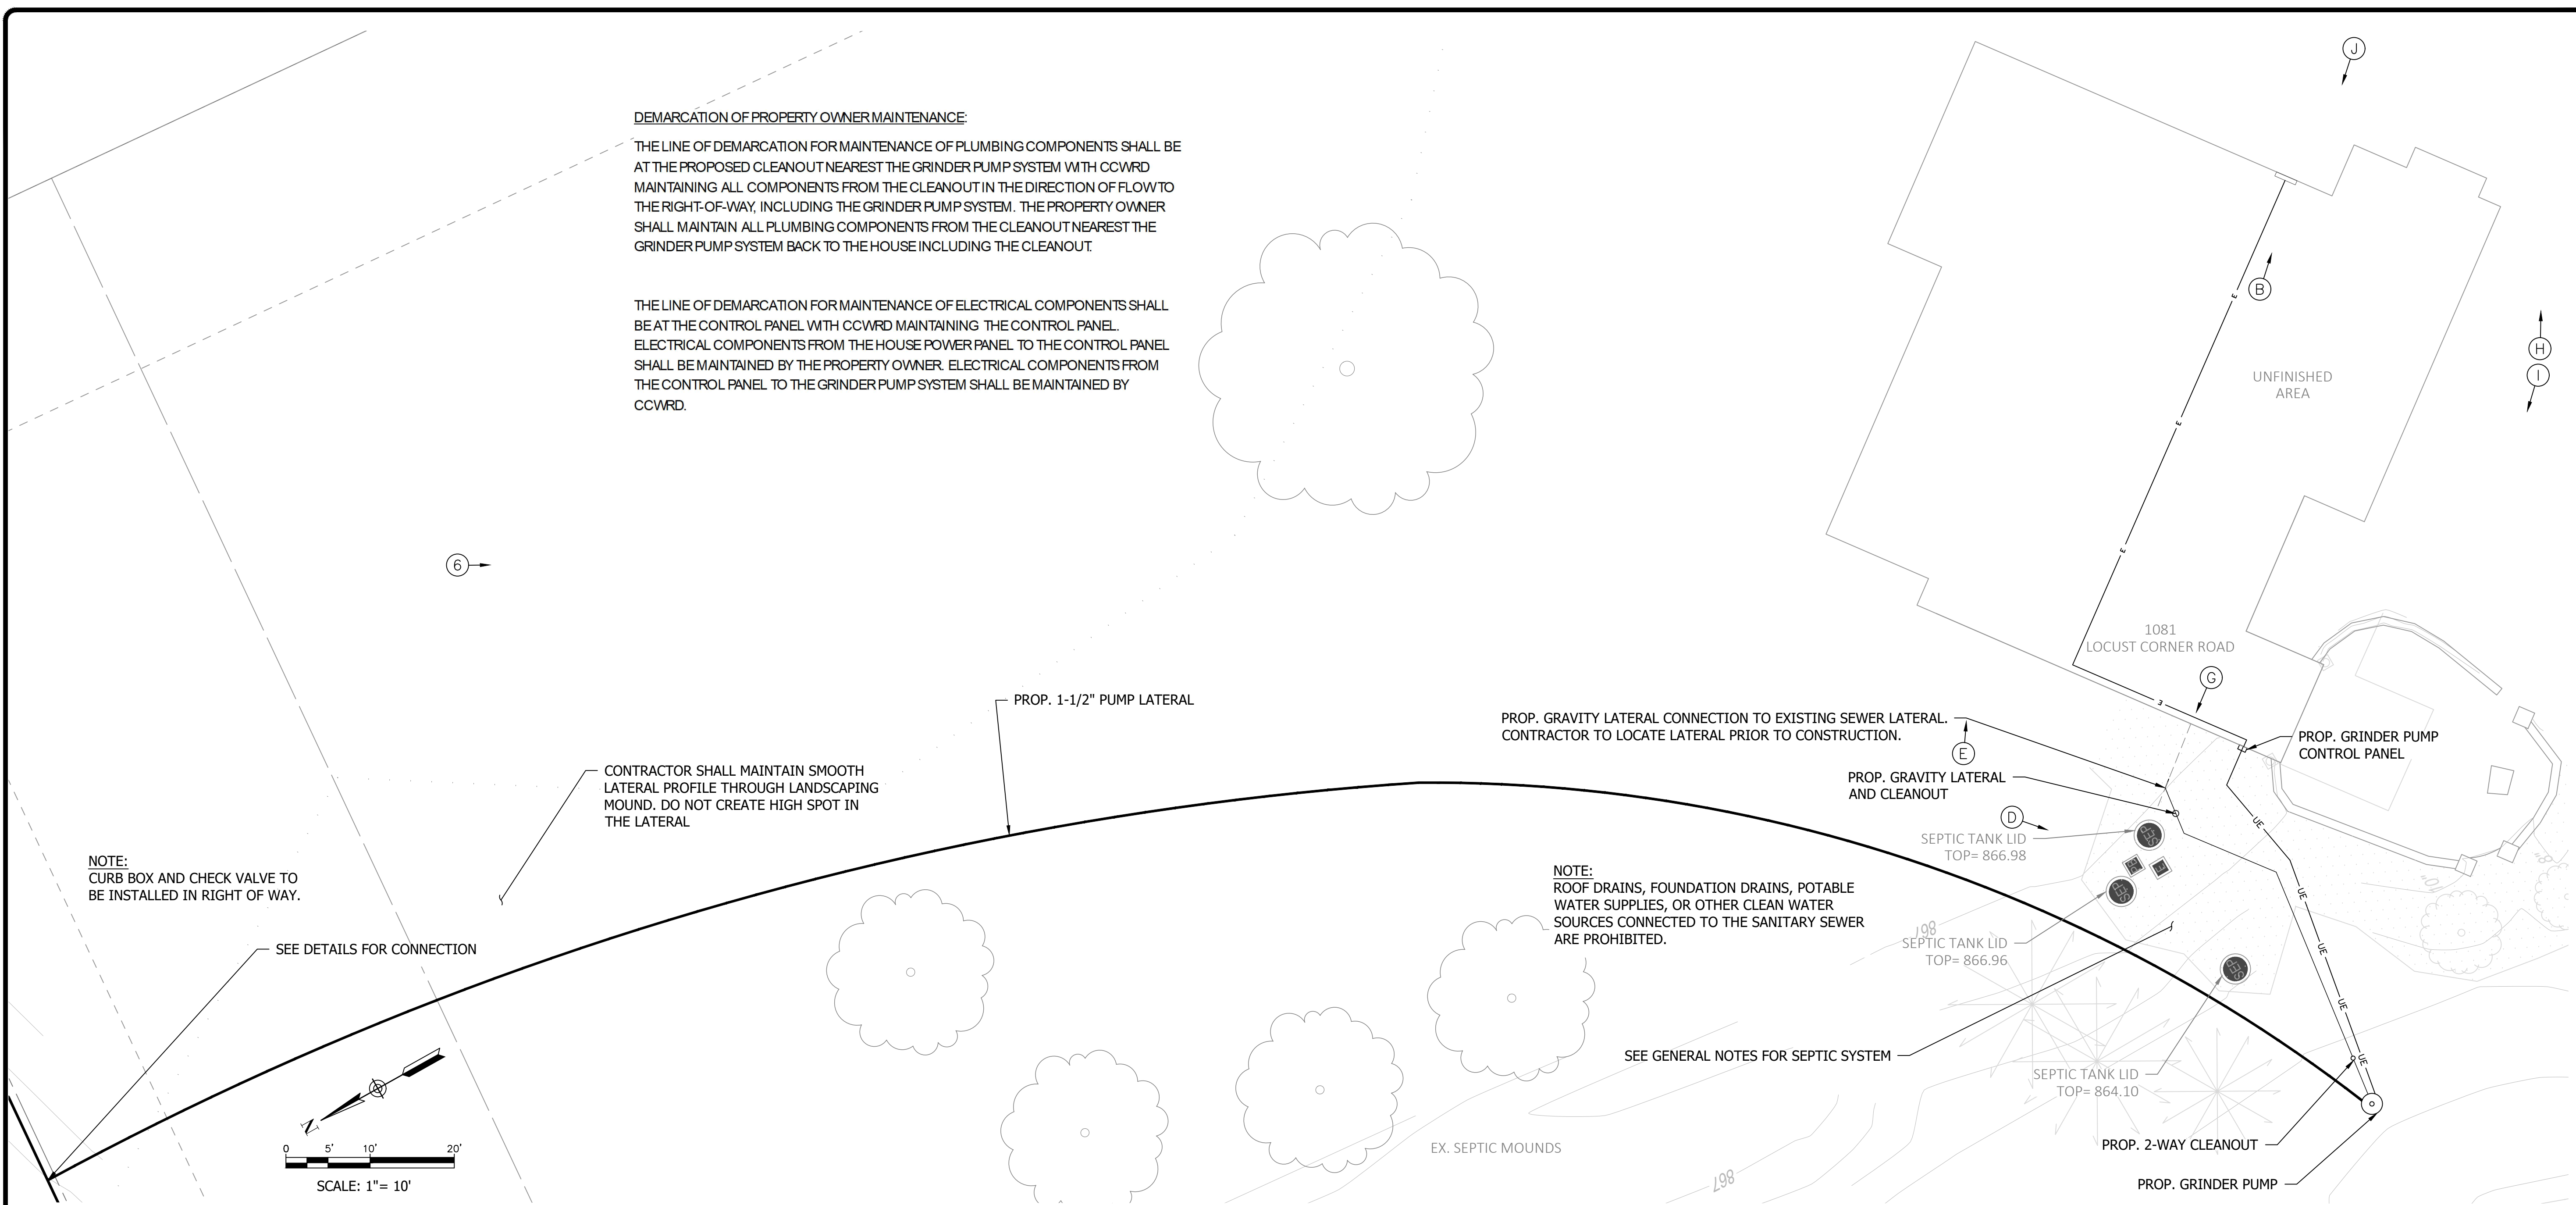 J
DEMARCATION OF PROPERTY OWNER MAINTENANCE:
THE LINE OF DEMARCATION FOR MAINTENANCE OF PLUMBING COMPONENTS SHALL BE
AT THE PROPOSED CLEANOUT NEAREST THE GRINDER PUMP SYSTEM WITH CCWRD
MAINTAINING ALL COMPONENTS FROM THE CLEANOUT IN THE DIRECTION OF FLOW TO
THE RIGHT-OF-WAY, INCLUDING THE GRINDER PUMP SYSTEM. THE PROPERTY OWNER
SHALL MAINTAIN ALL PLUMBING COMPONENTS FROM THE CLEANOUT NEAREST THE
GRINDER PUMP SYSTEM BACK TO THE HOUSE INCLUDING THE CLEANOUT.
THE LINE OF DEMARCATION FOR MAINTENANCE OF ELECTRICAL COMPONENTS SHALL
BE AT THE CONTROL PANEL WITH CCWRD MAINTAINING THE CONTROL PANEL.
ELECTRICAL COMPONENTS FROM THE HOUSE POWER PANEL TO THE CONTROL PANEL
SHALL BE MAINTAINED BY THE PROPERTY OWNER. ELECTRICAL COMPONENTS FROM
THE CONTROL PANEL TO THE GRINDER PUMP SYSTEM SHALL BE MAINTAINED BY
CCWRD.
B
E
H
I
UNFINISHED
AREA
E
E
6
1081
LOCUST CORNER ROAD
G
E
PROP. 1-1/2" PUMP LATERAL
PROP. GRAVITY LATERAL CONNECTION TO EXISTING SEWER LATERAL.
CONTRACTOR TO LOCATE LATERAL PRIOR TO CONSTRUCTION.
E
PROP. GRINDER PUMP
CONTROL PANEL
CONTRACTOR SHALL MAINTAIN SMOOTH
LATERAL PROFILE THROUGH LANDSCAPING
MOUND. DO NOT CREATE HIGH SPOT IN
THE LATERAL
PROP. GRAVITY LATERAL
AND CLEANOUT
D
UE
SEPTIC TANK LID
TOP= 866.98
SEP
E
SEP
UE
NOTE:
CURB BOX AND CHECK VALVE TO
BE INSTALLED IN RIGHT OF WAY.
NOTE:
ROOF DRAINS, FOUNDATION DRAINS, POTABLE
WATER SUPPLIES, OR OTHER CLEAN WATER
SOURCES CONNECTED TO THE SANITARY SEWER
ARE PROHIBITED.
867
SEPTIC TANK LID
TOP= 866.96
UE
SEP
SEE DETAILS FOR CONNECTION
UE
SEE GENERAL NOTES FOR SEPTIC SYSTEM
UE
SEPTIC TANK LID
TOP= 864.10
N
0 5' 10' 20'
SCALE: 1"= 10'
EX. SEPTIC MOUNDS
867
PROP. 2-WAY CLEANOUT
PROP. GRINDER PUMP